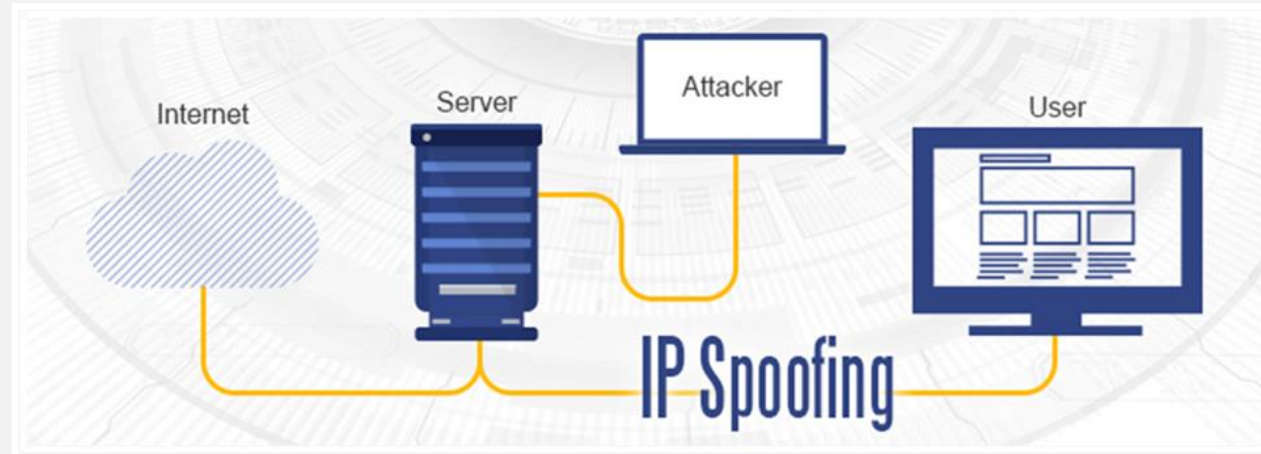 Internet
Server
Attacker
User
IP Spoofing